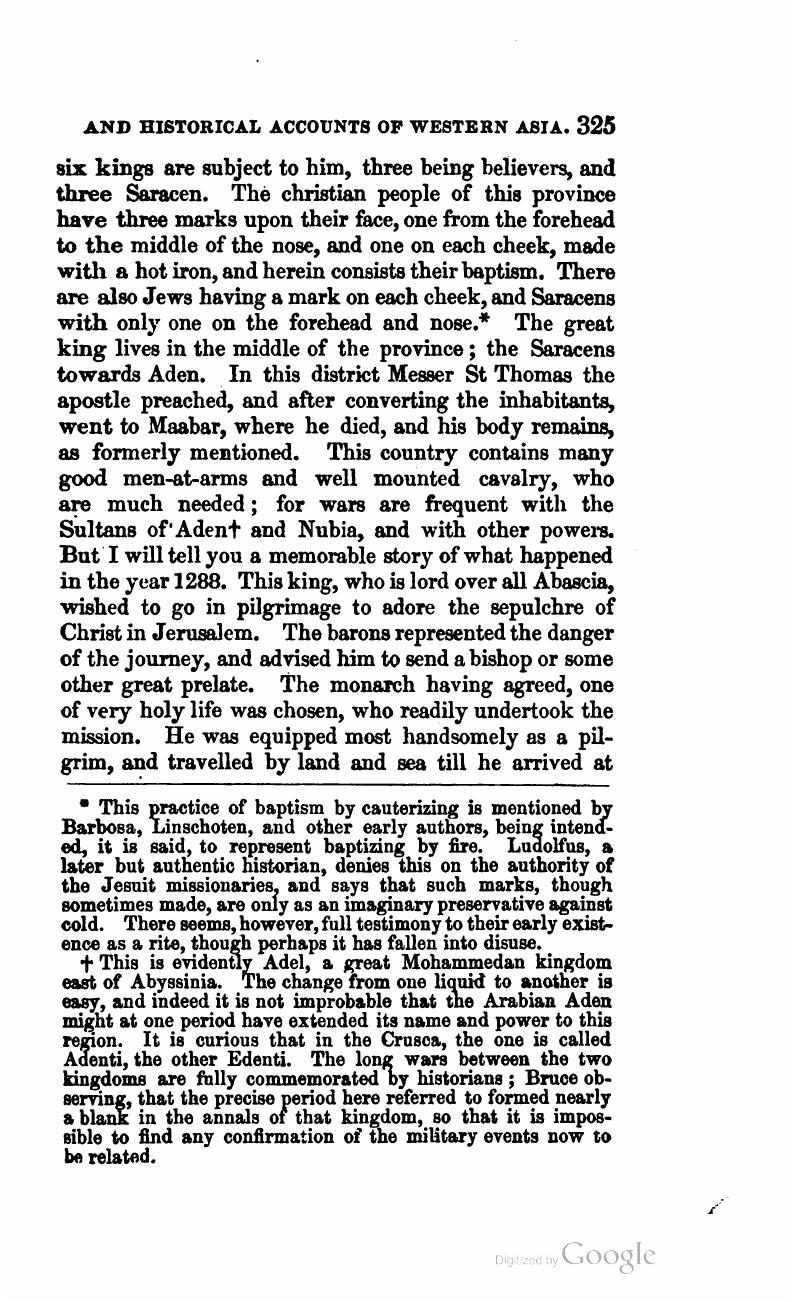 AND HISTORICAL ACCOUNTS OF WESTERN ASIA. 325
six kings are subject to him, three being believers, and
three Saracen. The christian people of this province
have three marks upon their face, one from the forehead
to the middle of the nose, and one on each cheek, made
with a hot iron, and herein consists their baptism. There
are also Jews having a mark on each cheek, and Saracens
with only one on the forehead and nose.* The great
king lives in the middle of the province; the Saracens
towards Aden. In this district Messer St Thomas the
apostle preached, and after converting the inhabitants,
went to Maabar, where he died, and his body remains,
as formerly mentioned. This country contains many
good men-at-arms and well mounted cavalry, who
are much needed; for wars are frequent with the
Sultans of Aden† and Nubia, and with other powers.
But I will tell you a memorable story of what happened
in the year 1288. This king, who is lord over all Abascia,
wished to go in pilgrimage to adore the sepulchre of
Christ in Jerusalem. The barons represented the danger
of the journey, and advised him to send a bishop or some
other great prelate. The monarch having agreed, one
of very holy life was chosen, who readily undertook the
mission. He was equipped most handsomely as a pil-
grim, and travelled by land and sea till he arrived at
* This practice of baptism by cauterizing is mentioned by
Barbosa, Linschoten, and other early authors, being intend-
ed, it is said, to represent baptizing by fire. Ludolfus, a
later but authentic historian, denies this on the authority of
the Jesuit missionaries, and says that such marks, though
sometimes made, are only as an imaginary preservative against
cold. There seems, however, full testimony to their early exist-
ence as a rite, though perhaps it has fallen into disuse.
† This is evidently Adel, a great Mohammedan kingdom
east of Abyssinia. The change from one liquid to another is
easy, and indeed it is not improbable that the Arabian Aden
might at one period have extended its name and power to this
region. It is curious that in the Crusca, the one is called
Adenti, the other Edenti. The long wars between the two
kingdoms are fully commemorated by historians; Bruce ob-
serving, that the precise period here referred to formed nearly
a blank in the annals of that kingdom, so that it is impos-
sible to find any confirmation of the military events now to
be related.
Digitized by Google